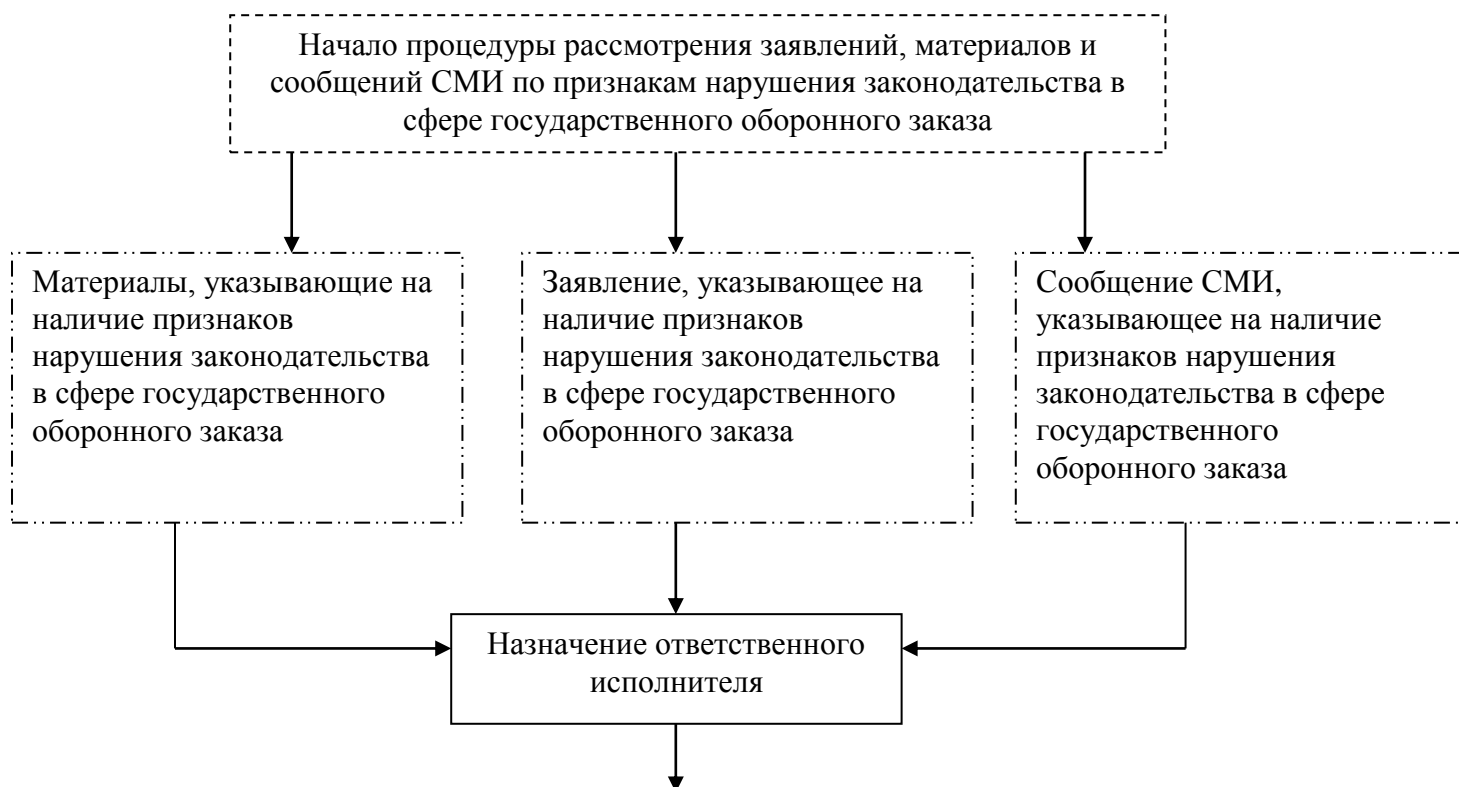 Начало процедуры рассмотрения заявлений, материалов и
сообщений СМИ по признакам нарушения законодательства в
сфере государственного оборонного заказа
Материалы, указывающие на
наличие признаков
нарушения законодательства
в сфере государственного
оборонного заказа
Заявление, указывающее на
наличие признаков
нарушения законодательства
в сфере государственного
оборонного заказа
Сообщение СМИ,
указывающее на наличие
признаков нарушения
законодательства в сфере
государственного
оборонного заказа
Назначение ответственного
исполнителя